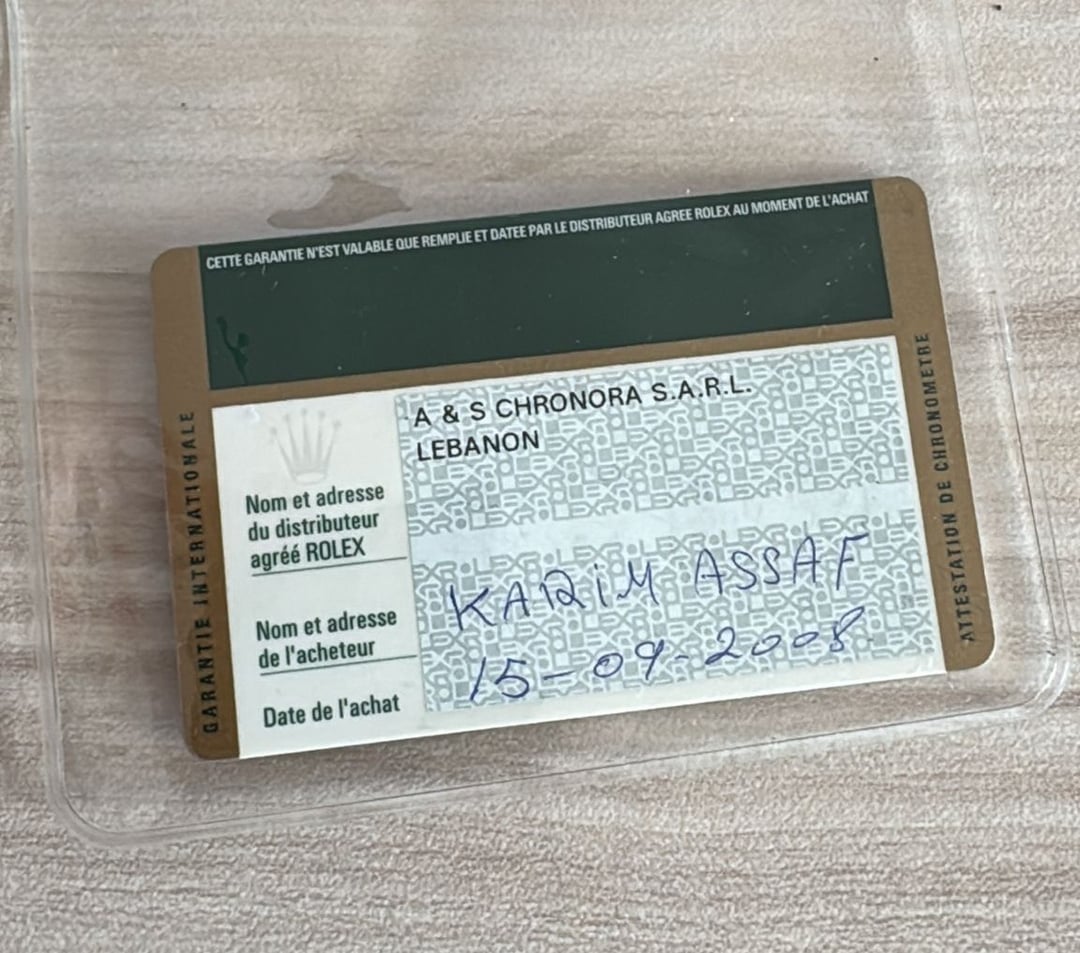 CETTE GARANTIE N'EST VALABLE QUE REMPLIE ET DATEE PAR LE DISTRIBUTEUR AGREE ROLEX AU MOMENT DE L'ACHAT
GARANTIE INTERNATIONALE
A & S CHRONORA S.A.R.L.
LEBANON
Nom et adresse
du distributeur
agréé ROLEX
Nom et adresse
de l'acheteur
KARIM ASSAF
Date de l'achat
15-09-2008
ATTESTATION DE CHRONOMETRE